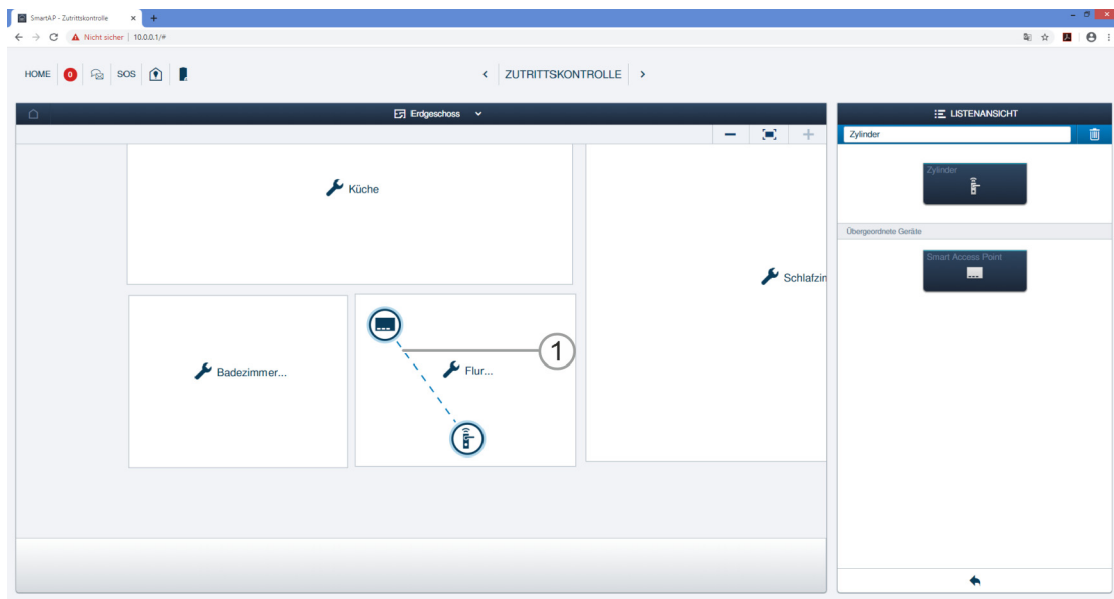 SmartAP - Zutrittskontrolle
Nicht sicher | 10.0.0.1/#
HOME 0 SOS ZUTRITTSKONTROLLE
Erdgeschoss
LISTENANSICHT
Zylinder
Zylinder
Übergeordnete Geräte
Smart Access Point
Küche
Schlafzin
Badezimmer...
Flur...
1